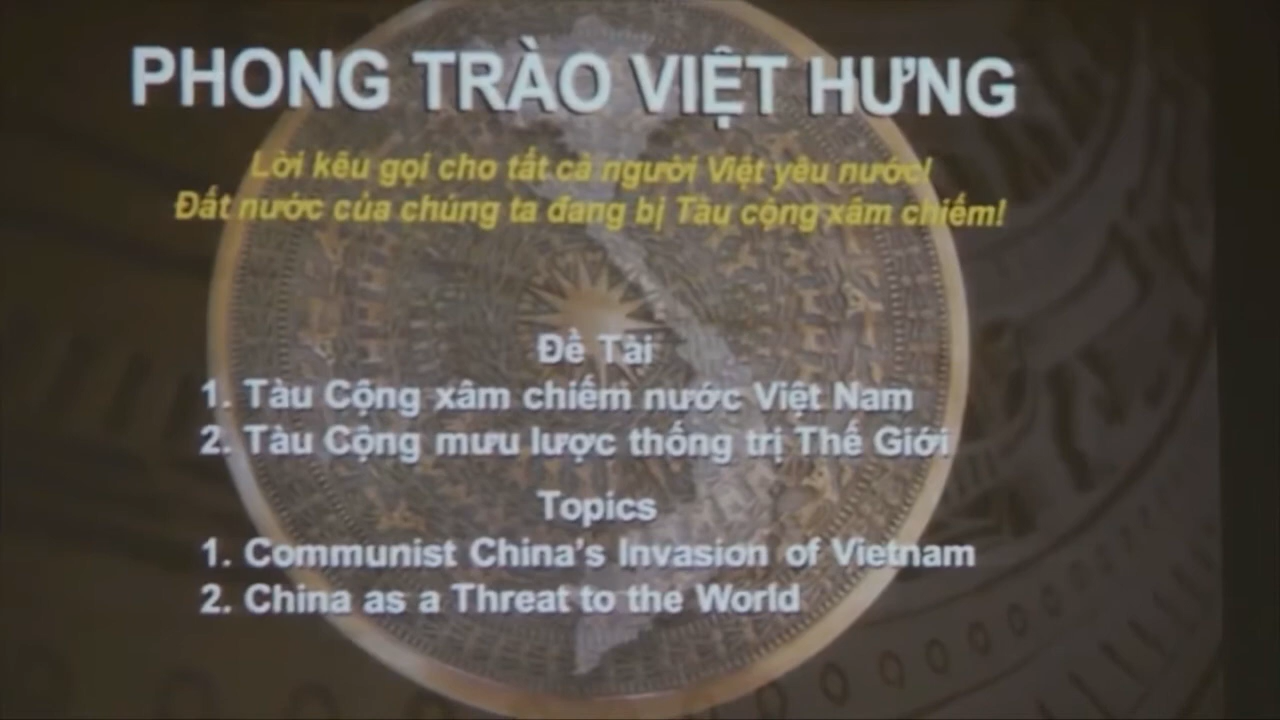 PHONG TRÀO VIỆT HƯNG
Lời kêu gọi cho tất cả người Việt yêu nước!
Đất nước của chúng ta đang bị Tàu cộng xâm chiếm!
Đề Tài
1. Tàu Cộng xâm chiếm nước Việt Nam
2. Tàu Cộng mưu lược thống trị Thế Giới
Topics
1. Communist China's Invasion of Vietnam
2. China as a Threat to the World